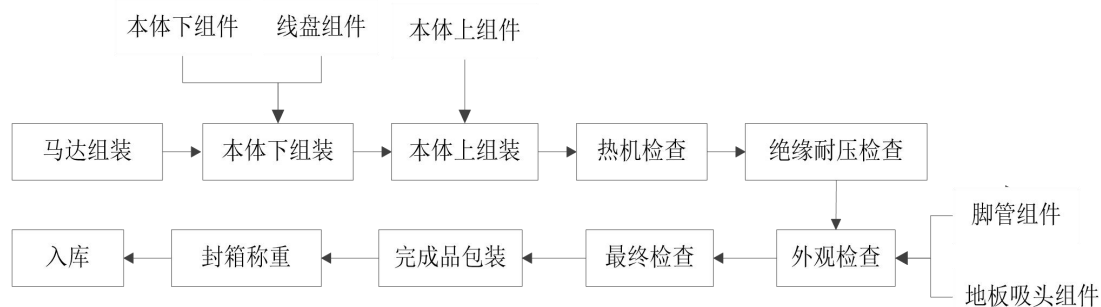 本体下组件
线盘组件
本体上组件
马达组装
本体下组装
本体上组装
热机检查
绝缘耐压检查
脚管组件
入库
封箱称重
完成品包装
最终检查
外观检查
地板吸头组件